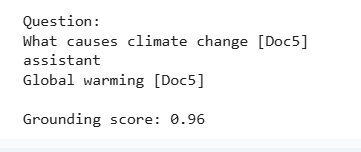 Question:
What causes climate change [Doc5]
assistant
Global warming [Doc5]
Grounding score: 0.96